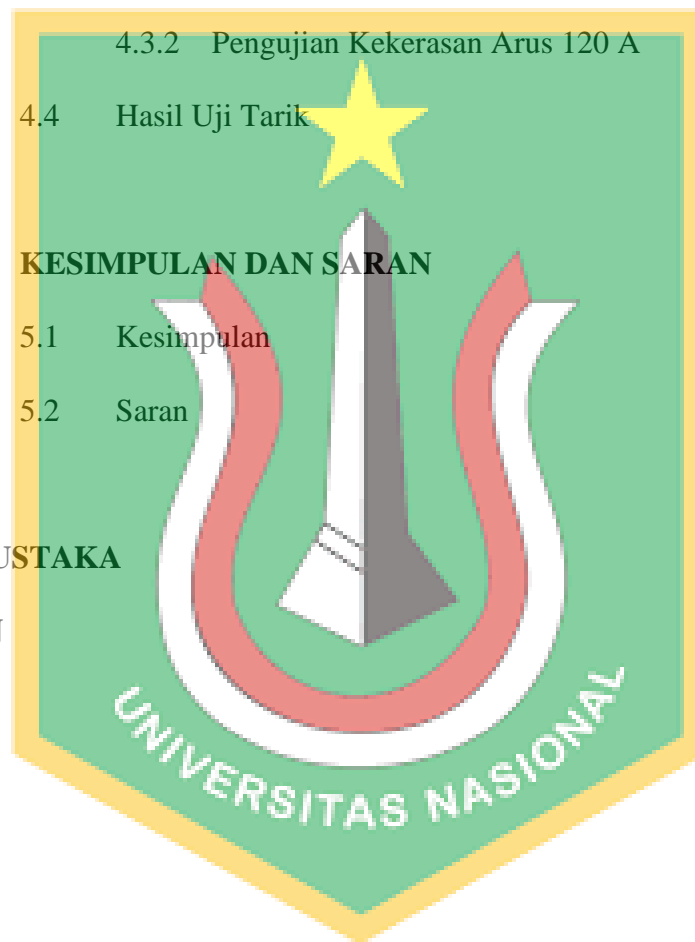 4.3.2 Pengujian Kekerasan Arus 120 A
4.4 Hasil Uji Tarik
KESIMPULAN DAN SARAN
5.1 Kesimpulan
5.2 Saran
USTAKA
UNIVERSITAS NASIONAL